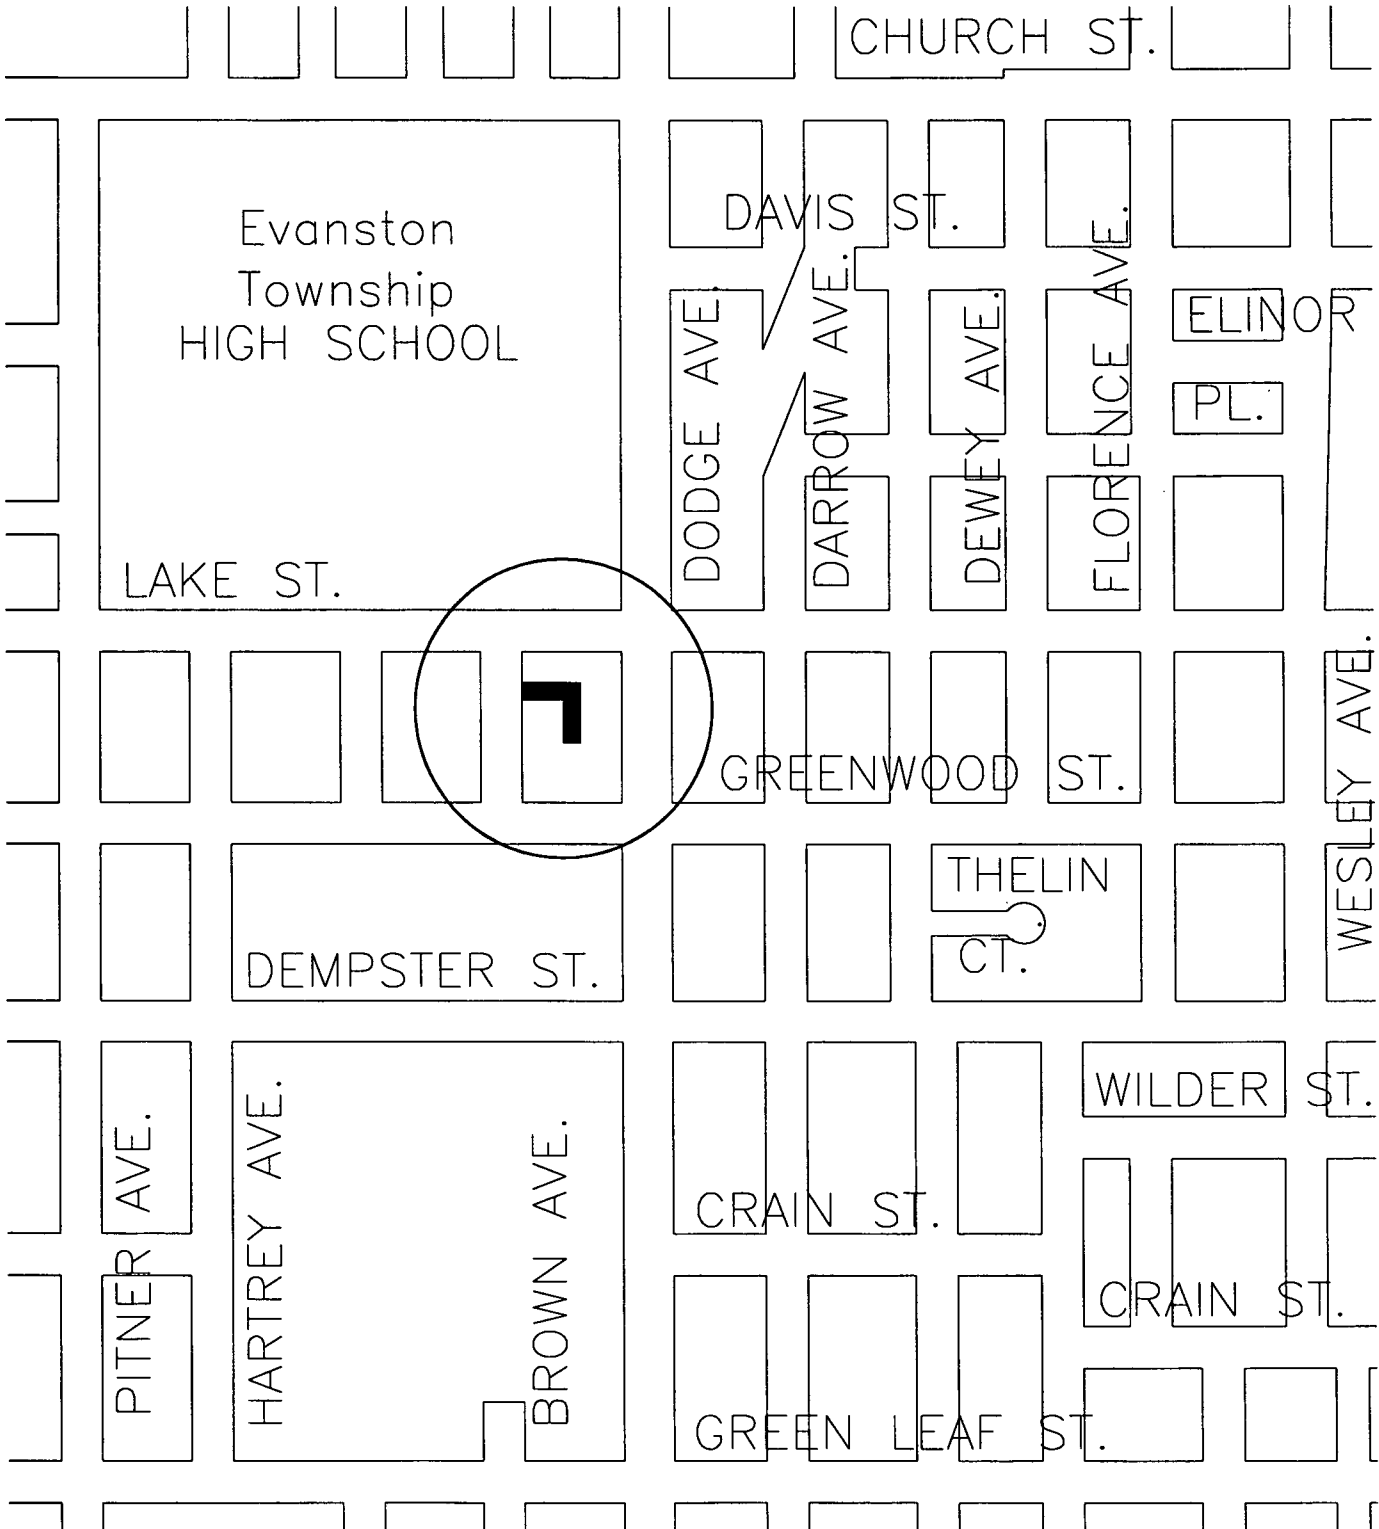 CHURCH ST.
Evanston
Township
HIGH SCHOOL
DAVIS ST.
DODGE AVE.
DARROW AVE.
DEWEY AVE.
FLORENCE AVE.
ELINOR
PL.
LAKE ST.
GREENWOOD ST.
WESLEY AVE.
THELIN
CT.
DEMPSTER ST.
WILDER ST.
PITNER AVE.
HARTREY AVE.
BROWN AVE.
CRAIN ST.
CRAIN ST.
GREEN LEAF ST.